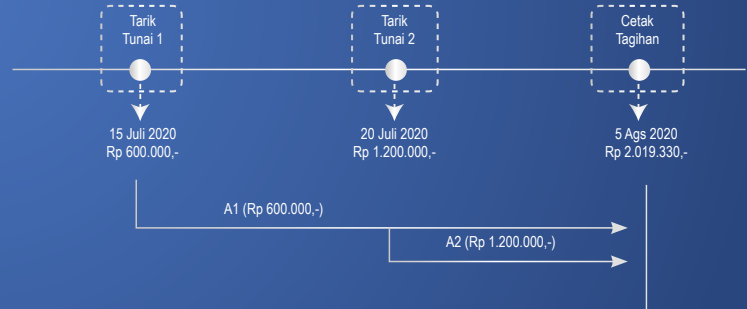 Tarik
Tunai 1
Tarik
Tunai 2
Cetak
Tagihan
15 Juli 2020
Rp 600.000,-
20 Juli 2020
Rp 1.200.000,-
5 Ags 2020
Rp 2.019.330,-
A1 (Rp 600.000,-)
A2 (Rp 1.200.000,-)